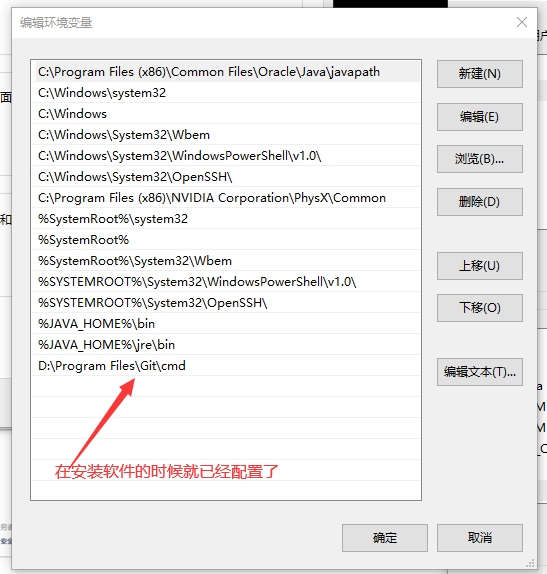 编辑环境变量
C:\Program Files (x86)\Common Files\Oracle\Java\javapath
C:\Windows\system32
C:\Windows
C:\Windows\System32\Wbem
C:\Windows\System32\WindowsPowerShell\v1.0\
C:\Windows\System32\OpenSSH\
C:\Program Files (x86)\NVIDIA Corporation\PhysX\Common
%SystemRoot%\system32
%SystemRoot%
%SystemRoot%\System32\Wbem
%SYSTEMROOT%\System32\WindowsPowerShell\v1.0\
%SYSTEMROOT%\System32\OpenSSH\
%JAVA_HOME%\bin
%JAVA_HOME%\jre\bin
D:\Program Files\Git\cmd
在安装软件的时候就已经配置了
新建(N)
编辑(E)
浏览(B)...
删除(D)
上移(U)
下移(O)
编辑文本(T)...
确定
取消
面
和
安全